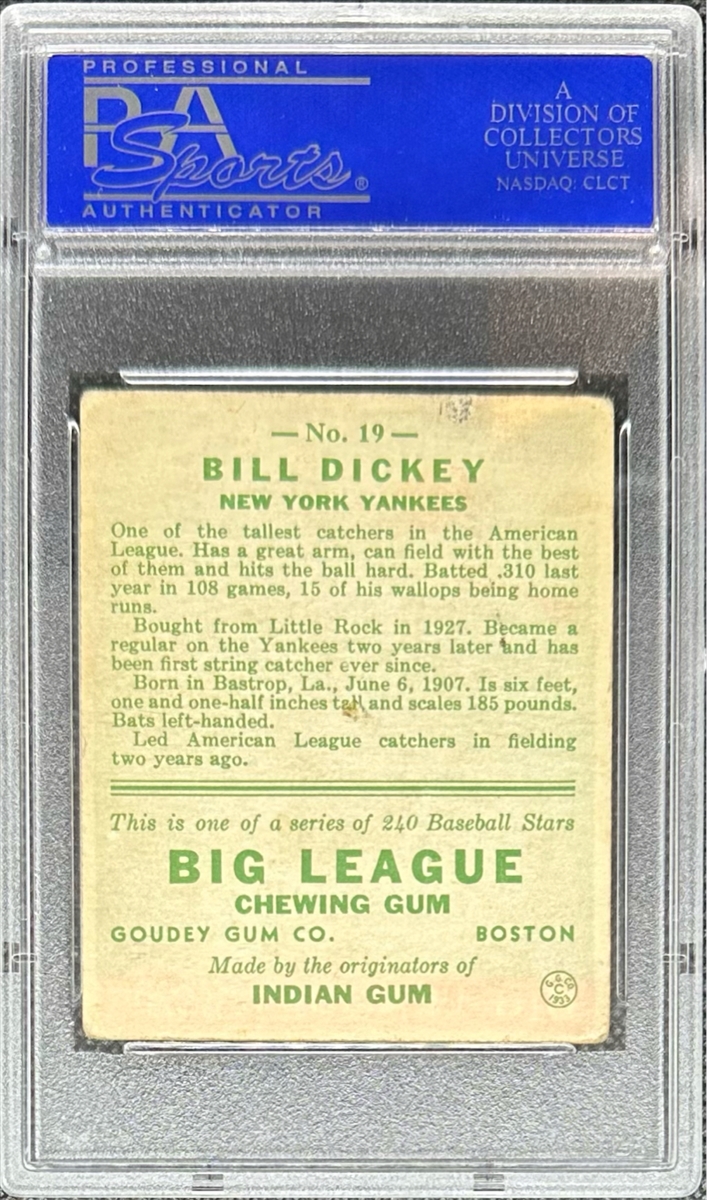 PROFESSIONAL
PSA
Sports®
AUTHENTICATOR
A
DIVISION OF
COLLECTORS
UNIVERSE
NASDAQ: CLCT
— No. 19 —
BILL DICKEY
NEW YORK YANKEES
One of the tallest catchers in the American
League. Has a great arm, can field with the best
of them and hits the ball hard. Batted .310 last
year in 108 games, 15 of his wallops being home
runs.
Bought from Little Rock in 1927. Became a
regular on the Yankees two years later and has
been first string catcher ever since.
Born in Bastrop, La., June 6, 1907. Is six feet,
one and one-half inches tall and scales 185 pounds.
Bats left-handed.
Led American League catchers in fielding
two years ago.
This is one of a series of 240 Baseball Stars
BIG LEAGUE
CHEWING GUM
GOUDEY GUM CO. BOSTON
Made by the originators of
INDIAN GUM
G. G. CO.
C
1933